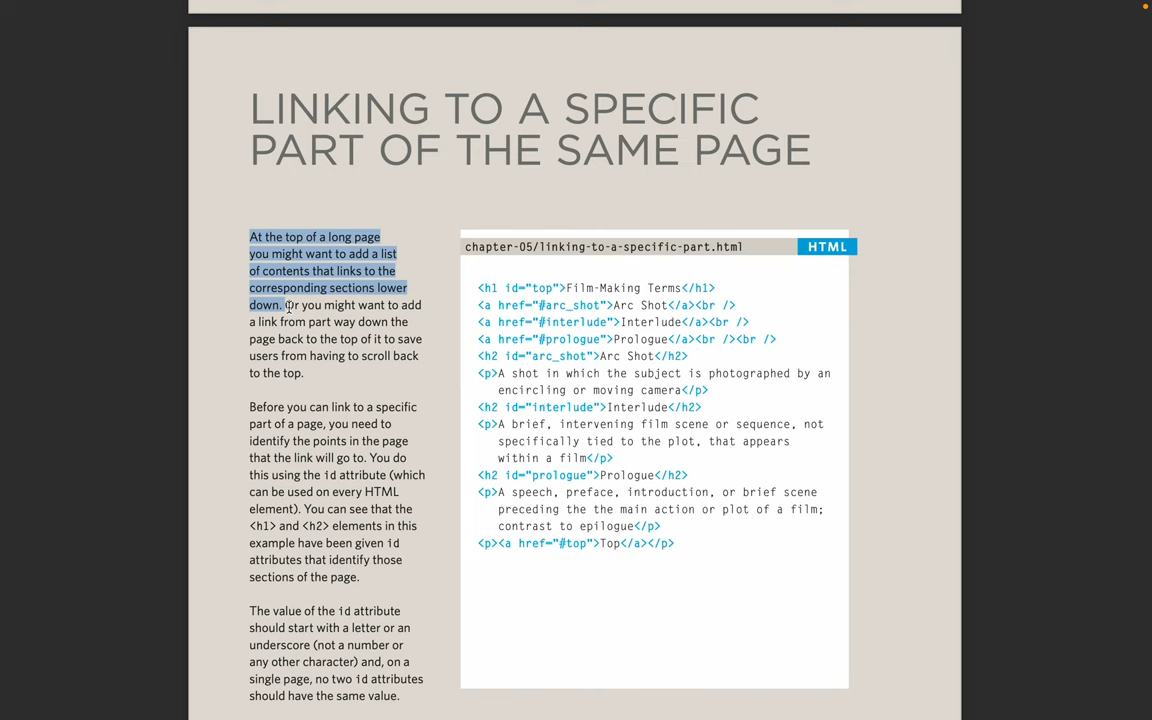 LINKING TO A SPECIFIC
PART OF THE SAME PAGE
At the top of a long page
you might want to add a list
of contents that links to the
corresponding sections lower
down. Or you might want to add
a link from part way down the
page back to the top of it to save
users from having to scroll back
to the top.
Before you can link to a specific
part of a page, you need to
identify the points in the page
that the link will go to. You do
this using the id attribute (which
can be used on every HTML
element). You can see that the
<h1> and <h2> elements in this
example have been given id
attributes that identify those
sections of the page.
The value of the id attribute
should start with a letter or an
underscore (not a number or
any other character) and, on a
single page, no two id attributes
should have the same value.
chapter-05/linking-to-a-specific-part.html HTML
<h1 id="top">Film-Making Terms</h1>
<a href="#arc_shot">Arc Shot</a><br />
<a href="#interlude">Interlude</a><br />
<a href="#prologue">Prologue</a><br /><br />
<h2 id="arc_shot">Arc Shot</h2>
<p>A shot in which the subject is photographed by an
encircling or moving camera</p>
<h2 id="interlude">Interlude</h2>
<p>A brief, intervening film scene or sequence, not
specifically tied to the plot, that appears
within a film</p>
<h2 id="prologue">Prologue</h2>
<p>A speech, preface, introduction, or brief scene
preceding the the main action or plot of a film;
contrast to epilogue</p>
<p><a href="#top">Top</a></p>